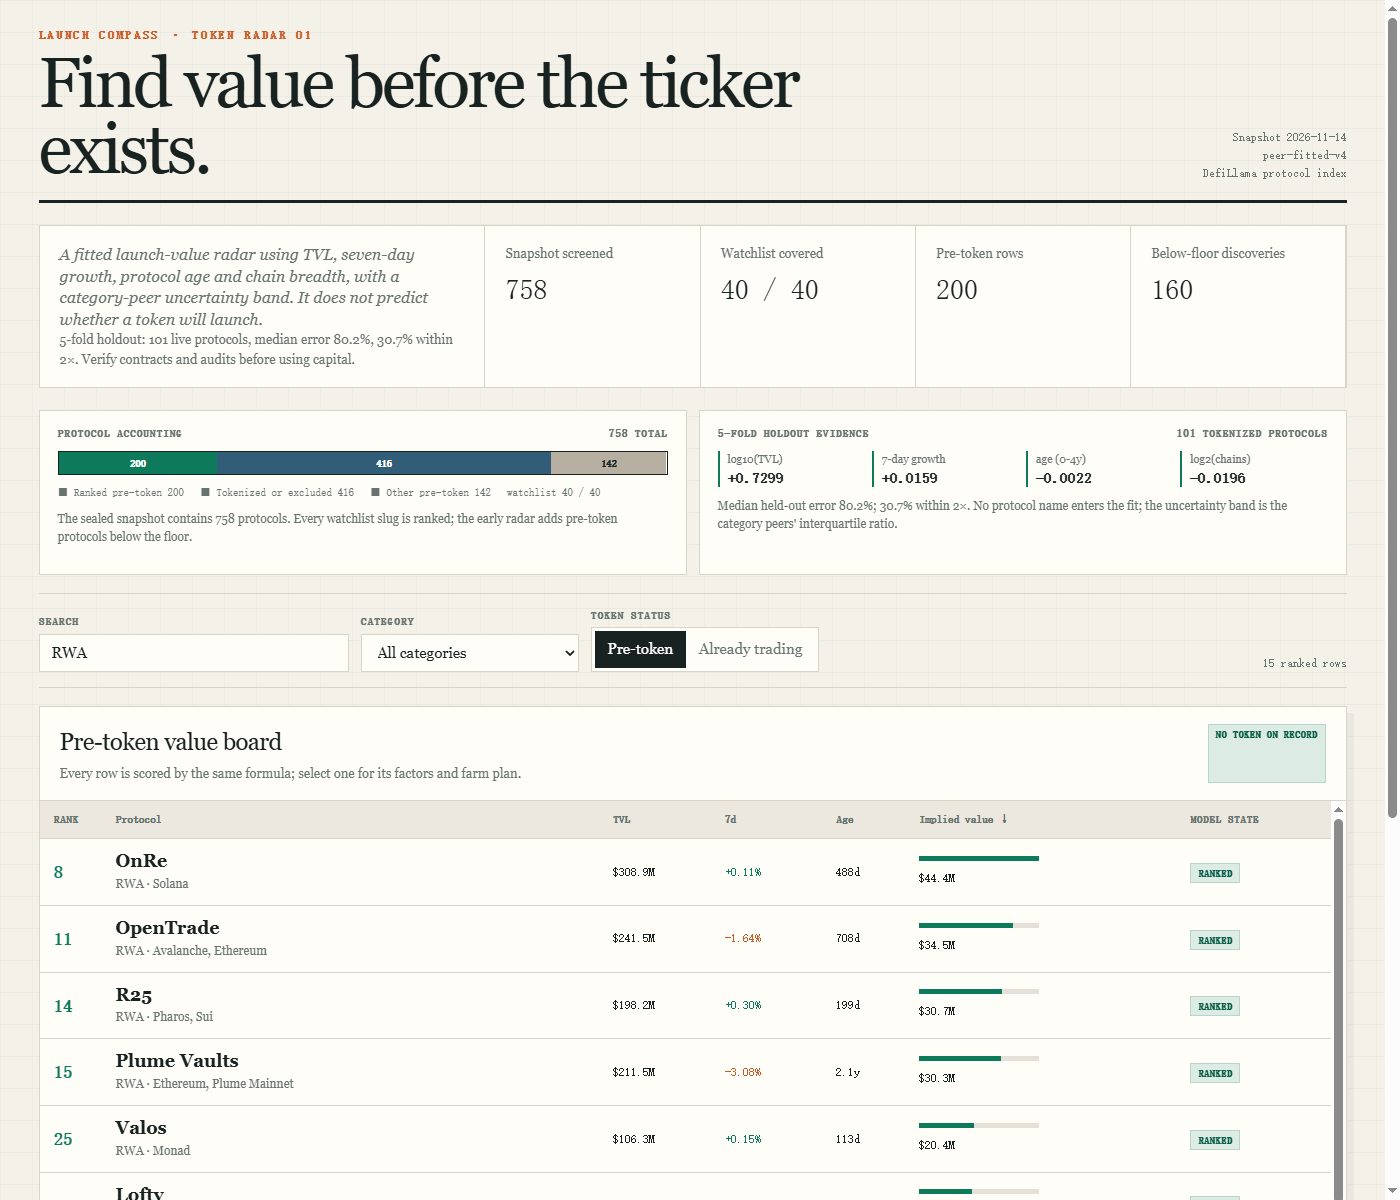 LAUNCH COMPASS · TOKEN RADAR 01
Find value before the ticker
exists.
Snapshot 2026-11-14
peer-fitted-v4
DefiLlama protocol index
A fitted launch-value radar using TVL, seven-day
growth, protocol age and chain breadth, with a
category-peer uncertainty band. It does not predict
whether a token will launch.
5-fold holdout: 101 live protocols, median error 80.2%, 30.7% within
2×. Verify contracts and audits before using capital.
Snapshot screened
758
Watchlist covered
40 / 40
Pre-token rows
200
Below-floor discoveries
160
PROTOCOL ACCOUNTING
758 TOTAL
200
416
142
Ranked pre-token 200
Tokenized or excluded 416
Other pre-token 142
watchlist 40 / 40
The sealed snapshot contains 758 protocols. Every watchlist slug is ranked; the early radar adds pre-token
protocols below the floor.
5-FOLD HOLDOUT EVIDENCE
101 TOKENIZED PROTOCOLS
log10(TVL)
+0.7299
7-day growth
+0.0159
age (0-4y)
−0.0022
log2(chains)
−0.0196
Median held-out error 80.2%; 30.7% within 2×. No protocol name enters the fit; the uncertainty band is the
category peers' interquartile ratio.
SEARCH
RWA
CATEGORY
All categories
TOKEN STATUS
Pre-token
Already trading
15 ranked rows
Pre-token value board
Every row is scored by the same formula; select one for its factors and farm plan.
NO TOKEN ON RECORD
RANK Protocol TVL 7d Age Implied value ↓ MODEL STATE
8 OnRe $308.9M +0.11% 488d $44.4M RANKED
RWA · Solana
11 OpenTrade $241.5M −1.64% 708d $34.5M RANKED
RWA · Avalanche, Ethereum
14 R25 $198.2M +0.30% 199d $30.7M RANKED
RWA · Pharos, Sui
15 Plume Vaults $211.5M −3.08% 2.1y $30.3M RANKED
RWA · Ethereum, Plume Mainnet
25 Valos $106.3M +0.15% 113d $20.4M RANKED
RWA · Monad
Lofty